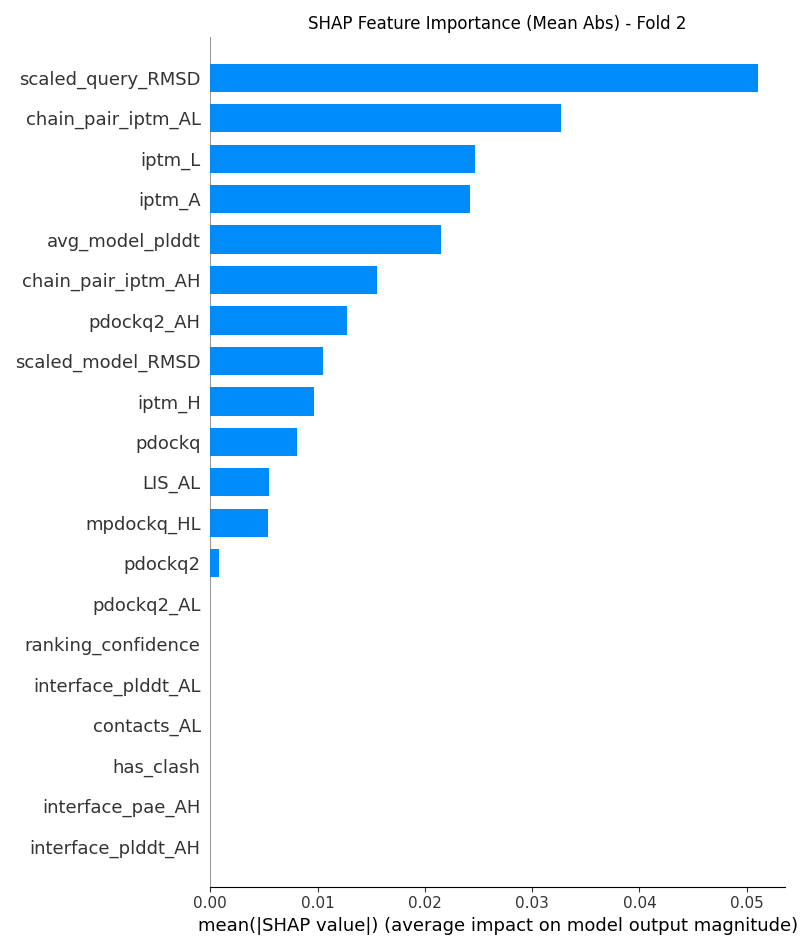 SHAP Feature Importance (Mean Abs) - Fold 2
scaled_query_RMSD
chain_pair_iptm_AL
iptm_L
iptm_A
avg_model_plddt
chain_pair_iptm_AH
pdockq2_AH
scaled_model_RMSD
iptm_H
pdockq
LIS_AL
mpdockq_HL
pdockq2
pdockq2_AL
ranking_confidence
interface_plddt_AL
contacts_AL
has_clash
interface_pae_AH
interface_plddt_AH
0.00 0.01 0.02 0.03 0.04 0.05
mean(|SHAP value|) (average impact on model output magnitude)